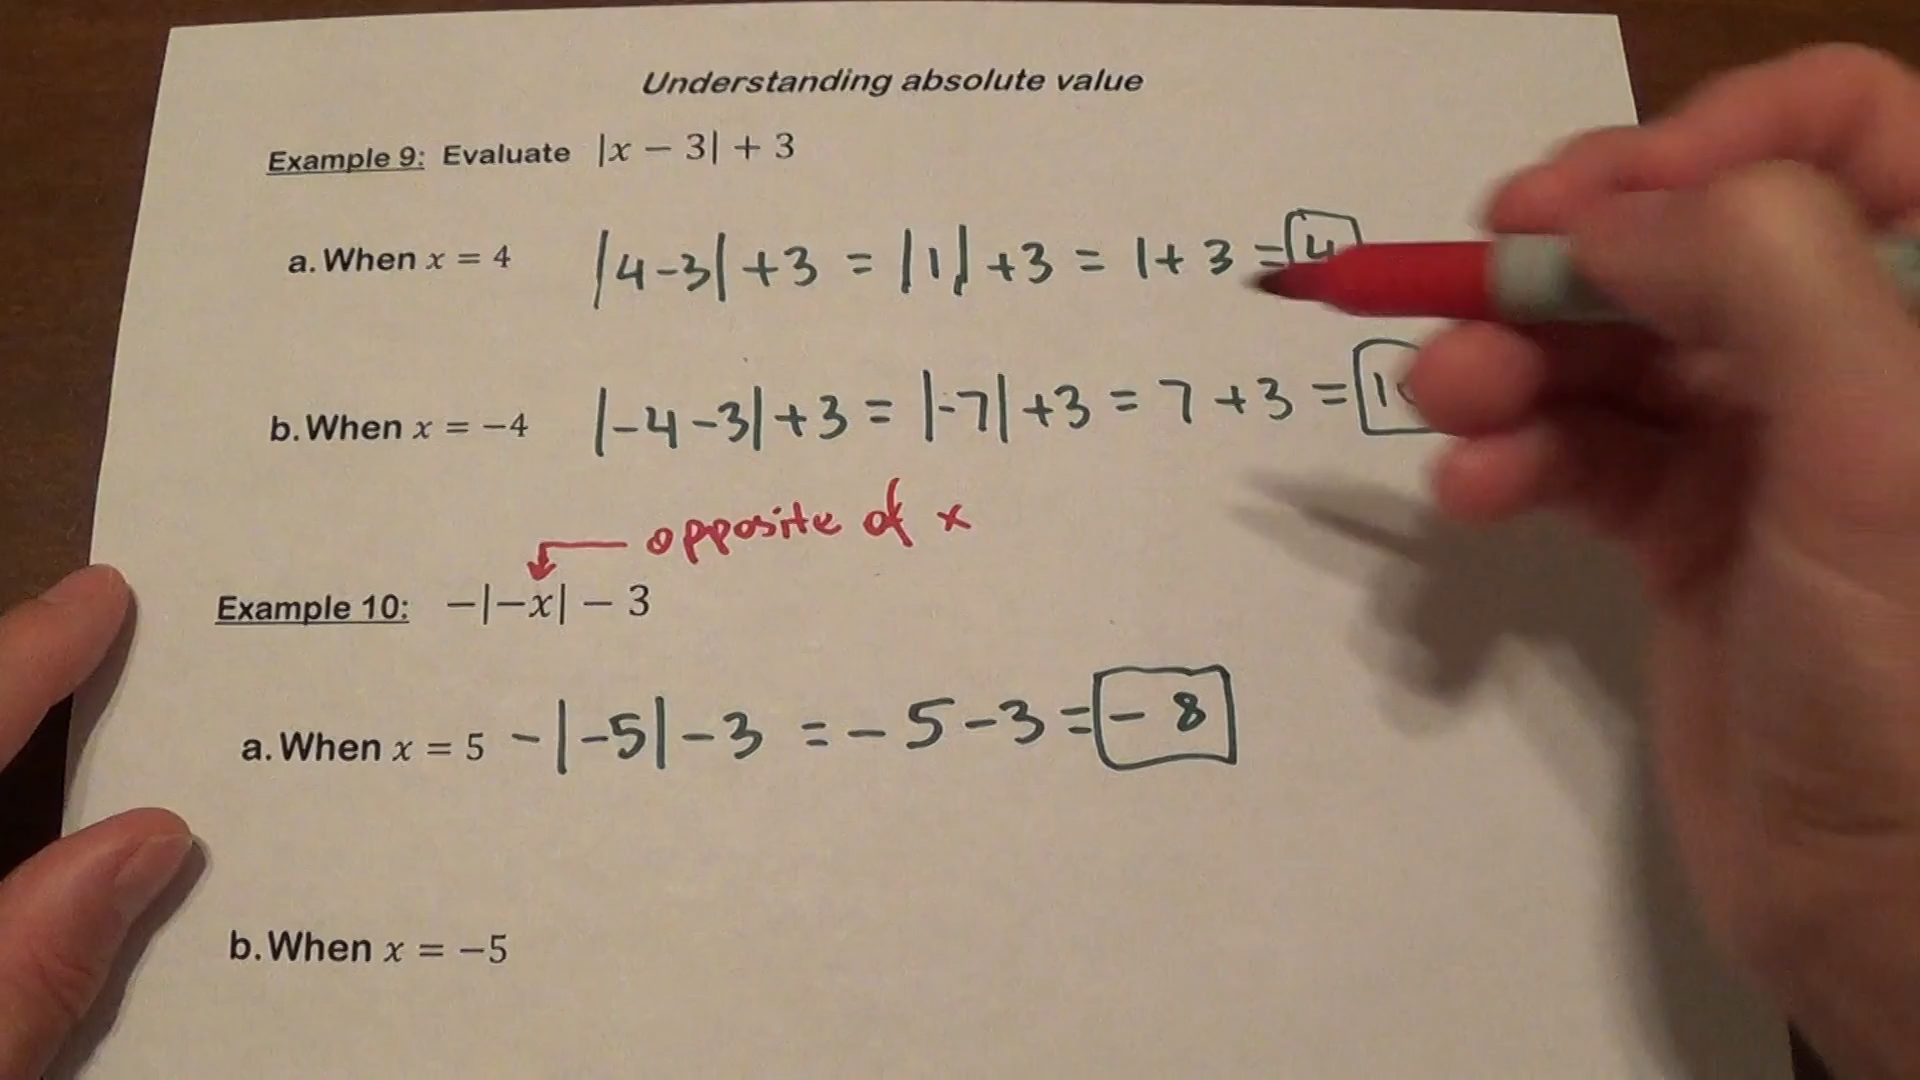 Understanding absolute value
Example 9: Evaluate |x − 3| + 3
a. When x = 4 |4-3| +3 = |1| +3 = 1+3 = 4
b. When x = −4 |-4-3| +3 = |-7| +3 = 7+3 =
opposite of x
Example 10: −|−x| − 3
a. When x = 5 -|-5|-3 = -5-3 = -8
b. When x = −5